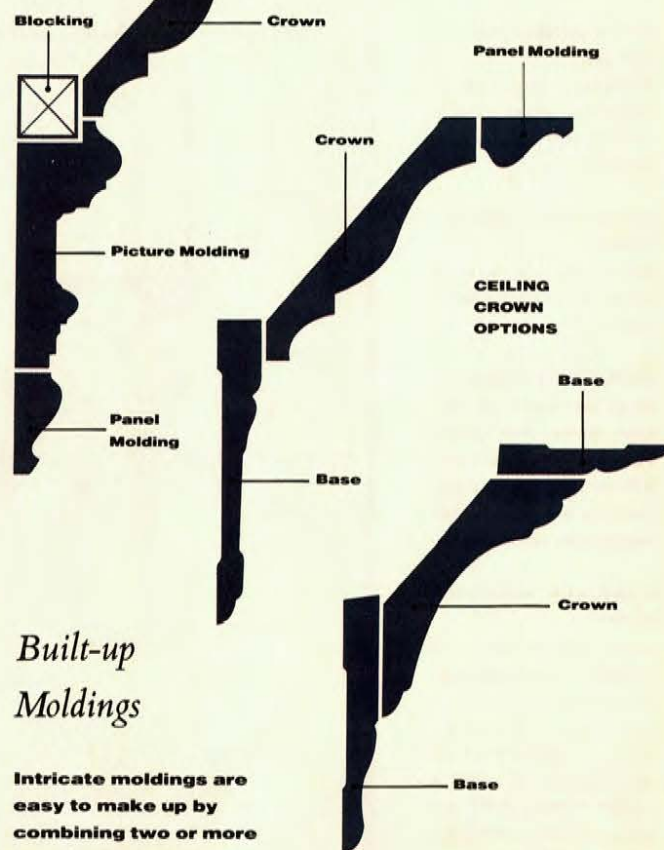 Blocking
Crown
Panel Molding
Crown
Picture Molding
CEILING
CROWN
OPTIONS
Base
Panel
Molding
Base
Crown
Built-up
Moldings
Base
Intricate moldings are
easy to make up by
combining two or more